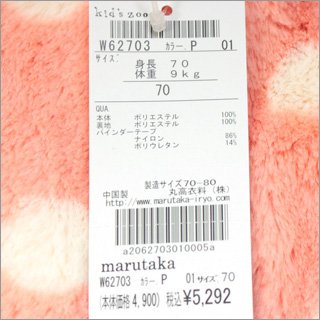 kid's zoo
W62703 カラー. P 01
サイズ:
身長 70
体重 9kg
70
QUA
本体 ポリエステル 100%
裏地 ポリエステル 100%
バインダーテープ
ナイロン 86%
ポリウレタン 14%
製造サイズ70-80
中国製 丸高衣料(株)
http://www.marutaka-iryo.com
a2062703010005a
marutaka
W62703 カラー. P 01 サイズ. 70
(本体価格 4,900) 税込 ¥5,292